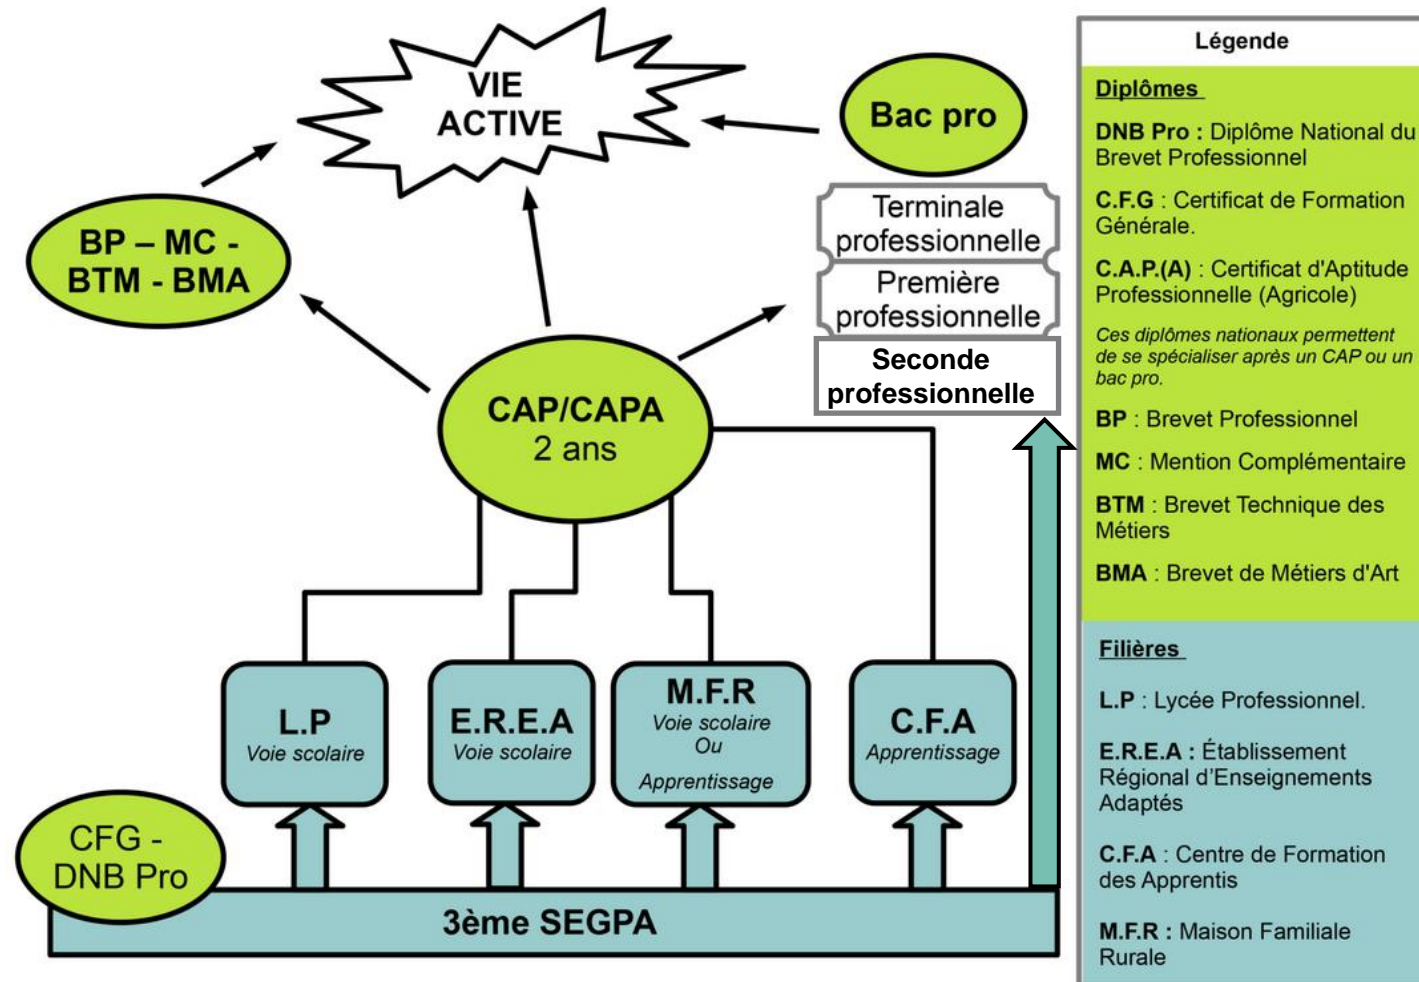 VIE
ACTIVE
Bac pro
Terminale
professionnelle
Première
professionnelle
Seconde
professionnelle
BP – MC -
BTM - BMA
CAP/CAPA
2 ans
L.P
Voie scolaire
E.R.E.A
Voie scolaire
M.F.R
Voie scolaire
Ou
Apprentissage
C.F.A
Apprentissage
CFG -
DNB Pro
3ème SEGPA
Légende
Diplômes
DNB Pro : Diplôme National du
Brevet Professionnel
C.F.G : Certificat de Formation
Générale.
C.A.P.(A) : Certificat d'Aptitude
Professionnelle (Agricole)
Ces diplômes nationaux permettent
de se spécialiser après un CAP ou un
bac pro.
BP : Brevet Professionnel
MC : Mention Complémentaire
BTM : Brevet Technique des
Métiers
BMA : Brevet de Métiers d'Art
Filières
L.P : Lycée Professionnel.
E.R.E.A : Établissement
Régional d’Enseignements
Adaptés
C.F.A : Centre de Formation
des Apprentis
M.F.R : Maison Familiale
Rurale